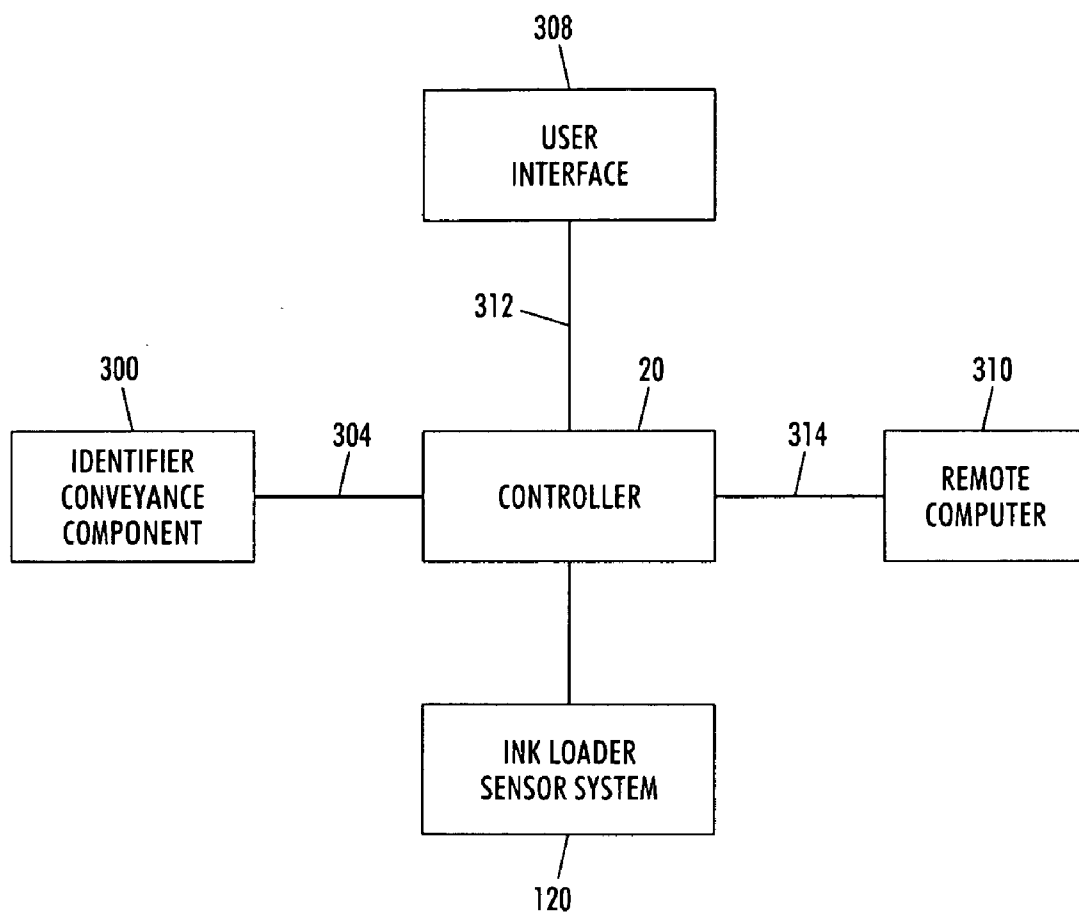 308
USER
INTERFACE
312
300
20
310
304
314
IDENTIFIER
CONVEYANCE
COMPONENT
CONTROLLER
REMOTE
COMPUTER
INK LOADER
SENSOR SYSTEM
120